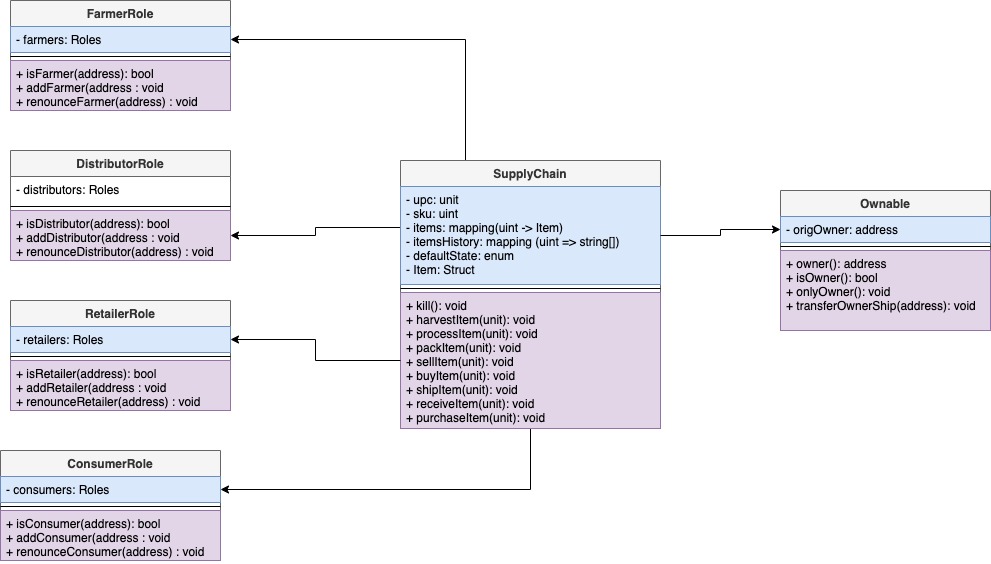 FarmerRole
- farmers: Roles
+ isFarmer(address): bool
+ addFarmer(address : void
+ renounceFarmer(address) : void
DistributorRole
- distributors: Roles
+ isDistributor(address): bool
+ addDistributor(address : void
+ renounceDistributor(address) : void
RetailerRole
- retailers: Roles
+ isRetailer(address): bool
+ addRetailer(address : void
+ renounceRetailer(address) : void
ConsumerRole
- consumers: Roles
+ isConsumer(address): bool
+ addConsumer(address : void
+ renounceConsumer(address) : void
SupplyChain
- upc: unit
- sku: uint
- items: mapping(uint -> Item)
- itemsHistory: mapping (uint => string[])
- defaultState: enum
- Item: Struct
+ kill(): void
+ harvestItem(unit): void
+ processItem(unit): void
+ packItem(unit): void
+ sellItem(unit): void
+ buyItem(unit): void
+ shipItem(unit): void
+ receiveItem(unit): void
+ purchaseItem(unit): void
Ownable
- origOwner: address
+ owner(): address
+ isOwner(): bool
+ onlyOwner(): void
+ transferOwnerShip(address): void